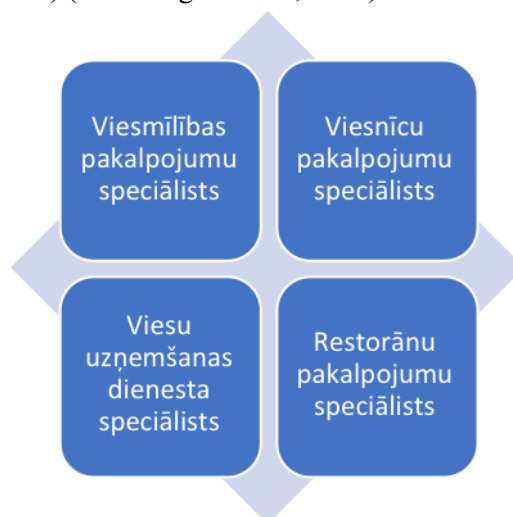 Viesmīlības
pakalpojumu
speciālists
Viesnīcu
pakalpojumu
speciālists
Viesu
uzņemšanas
dienesta
speciālists
Restorānu
pakalpojumu
speciālists